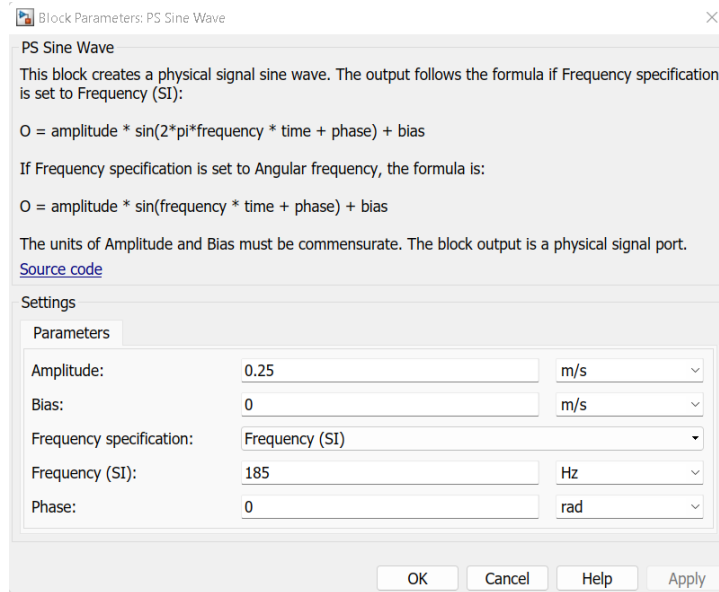 Block Parameters: PS Sine Wave
PS Sine Wave
This block creates a physical signal sine wave. The output follows the formula if Frequency specification
is set to Frequency (SI):
O = amplitude * sin(2*pi*frequency * time + phase) + bias
If Frequency specification is set to Angular frequency, the formula is:
O = amplitude * sin(frequency * time + phase) + bias
The units of Amplitude and Bias must be commensurate. The block output is a physical signal port.
Source code
Settings
Parameters
Amplitude: 0.25 m/s
Bias: 0 m/s
Frequency specification: Frequency (SI)
Frequency (SI): 185 Hz
Phase: 0 rad
OK Cancel Help Apply